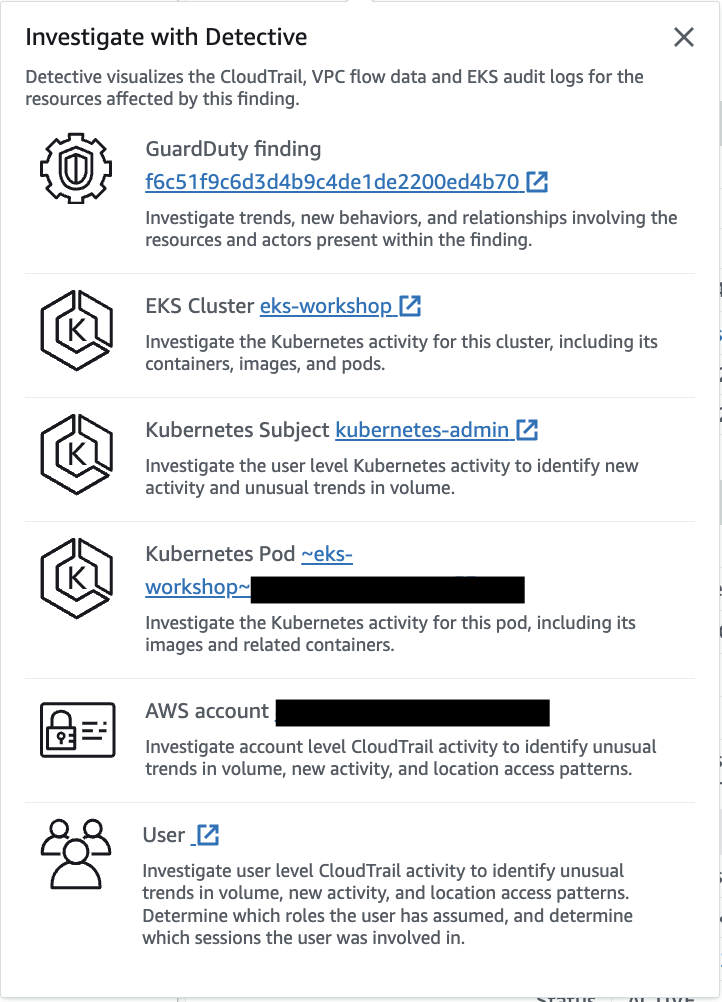 Investigate with Detective
Detective visualizes the CloudTrail, VPC flow data and EKS audit logs for the
resources affected by this finding.
GuardDuty finding
f6c51f9c6d3d4b9c4de1de2200ed4b70
Investigate trends, new behaviors, and relationships involving the
resources and actors present within the finding.
K
EKS Cluster eks-workshop
Investigate the Kubernetes activity for this cluster, including its
containers, images, and pods.
K
Kubernetes Subject kubernetes-admin
Investigate the user level Kubernetes activity to identify new
activity and unusual trends in volume.
K
Kubernetes Pod ~eks-
workshop~
Investigate the Kubernetes activity for this pod, including its
images and related containers.
AWS account
Investigate account level CloudTrail activity to identify unusual
trends in volume, new activity, and location access patterns.
User
Investigate user level CloudTrail activity to identify unusual
trends in volume, new activity, and location access patterns.
Determine which roles the user has assumed, and determine
which sessions the user was involved in.